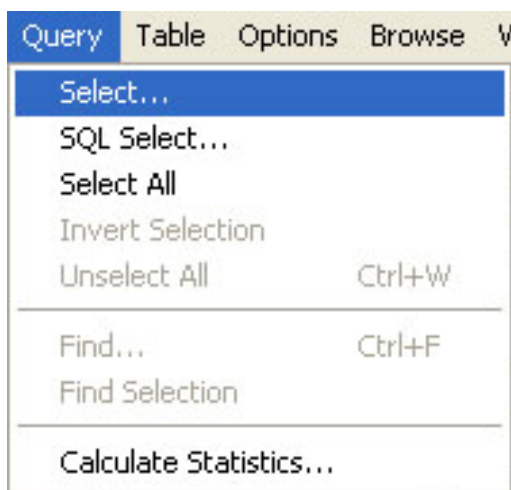 Query Table Options Browse
Select...
SQL Select...
Select All
Invert Selection
Unselect All Ctrl+W
Find... Ctrl+F
Find Selection
Calculate Statistics...